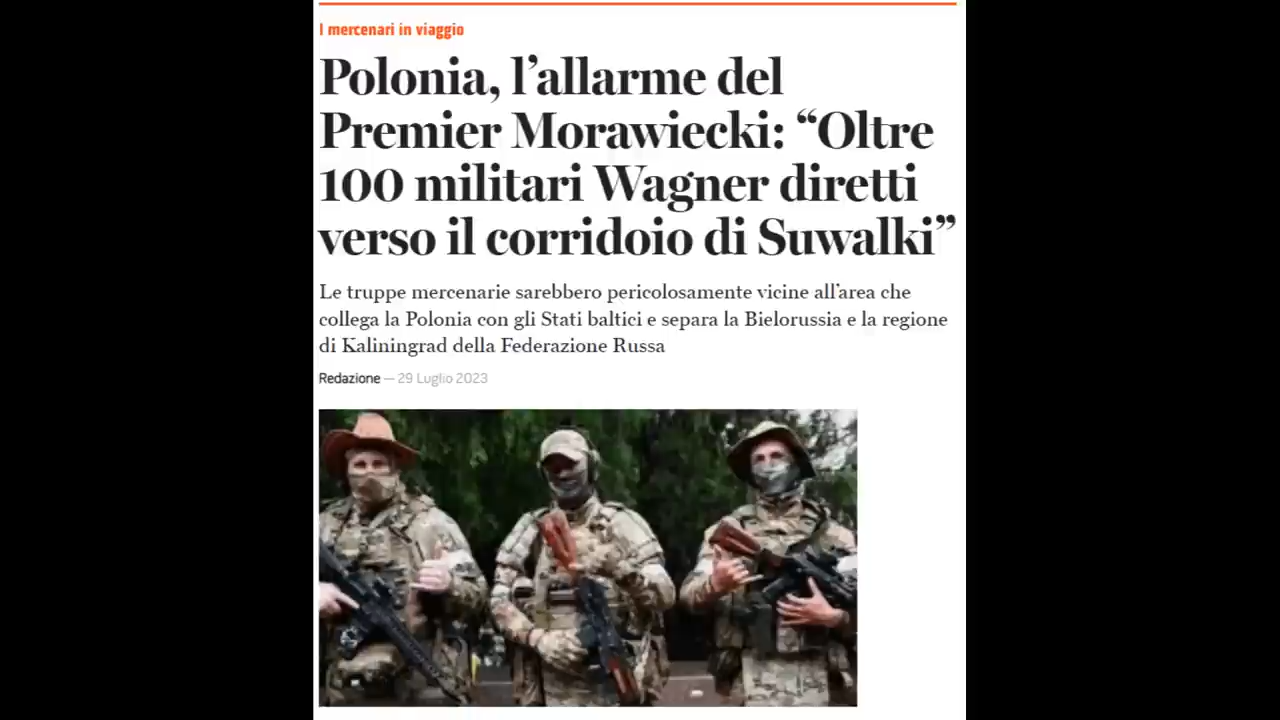 I mercenari in viaggio
Polonia, l’allarme del
Premier Morawiecki: “Oltre
100 militari Wagner diretti
verso il corridoio di Suwalki”
Le truppe mercenarie sarebbero pericolosamente vicine all’area che
collega la Polonia con gli Stati baltici e separa la Bielorussia e la regione
di Kaliningrad della Federazione Russa
Redazione — 29 Luglio 2023